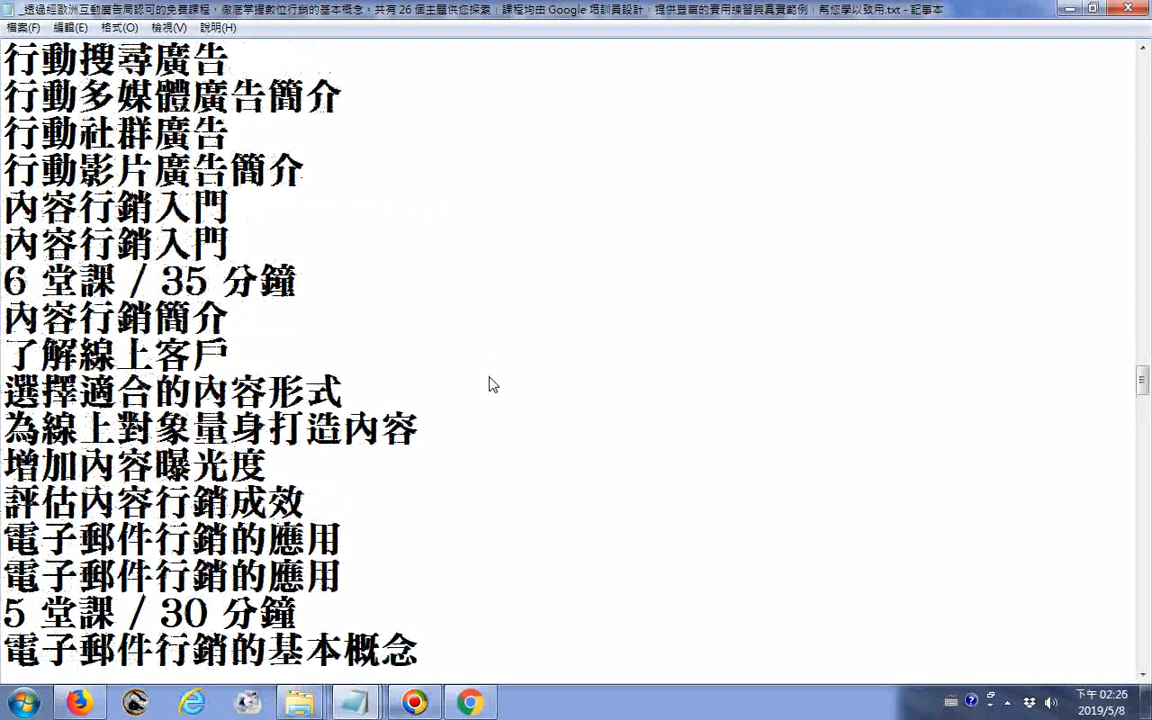 _透過經歐洲互動廣告局認可的免費課程，徹底掌握數位行銷的基本概念。共有 26 個主題供您探索！課程均由 Google 培訓員設計，提供豐富的實用練習與真實範例，幫您學以致用.txt - 記事本
檔案(F) 編輯(E) 格式(O) 檢視(V) 說明(H)
行動搜尋廣告
行動多媒體廣告簡介
行動社群廣告
行動影片廣告簡介
內容行銷入門
內容行銷入門
6 堂課 / 35 分鐘
內容行銷簡介
了解線上客戶
選擇適合的內容形式
為線上對象量身打造內容
增加內容曝光度
評估內容行銷成效
電子郵件行銷的應用
電子郵件行銷的應用
5 堂課 / 30 分鐘
電子郵件行銷的基本概念
下午 02:25
2019/5/8